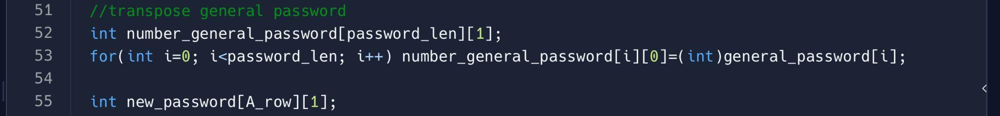 51 //transpose general password
52 int number_general_password[password_len][1];
53 for(int i=0; i<password_len; i++) number_general_password[i][0]=(int)general_password[i];
54
55 int new_password[A_row][1];